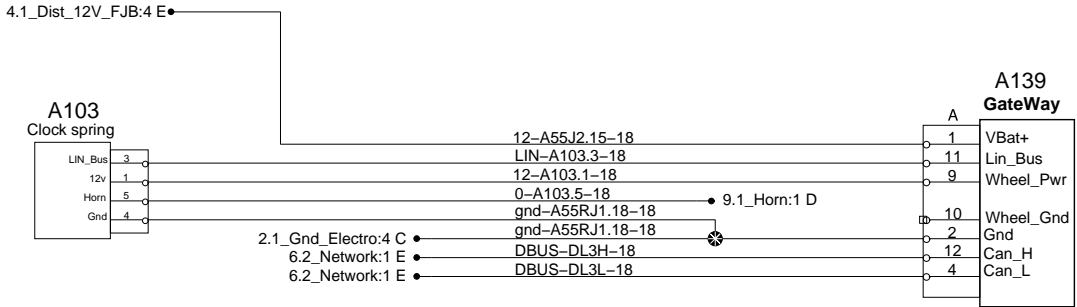 4.1_Dist_12V_FJB:4 E
A139
GateWay
A103
Clock spring
A
12−A55J2.15−18
1
VBat+
LIN_Bus
3
LIN−A103.3−18
11
Lin_Bus
12v
1
12−A103.1−18
9
Wheel_Pwr
Horn
5
0−A103.5−18
9.1_Horn:1 D
Gnd
4
gnd−A55RJ1.18−18
10
Wheel_Gnd
2.1_Gnd_Electro:4 C
gnd−A55RJ1.18−18
2
Gnd
6.2_Network:1 E
DBUS−DL3H−18
12
Can_H
6.2_Network:1 E
DBUS−DL3L−18
4
Can_L